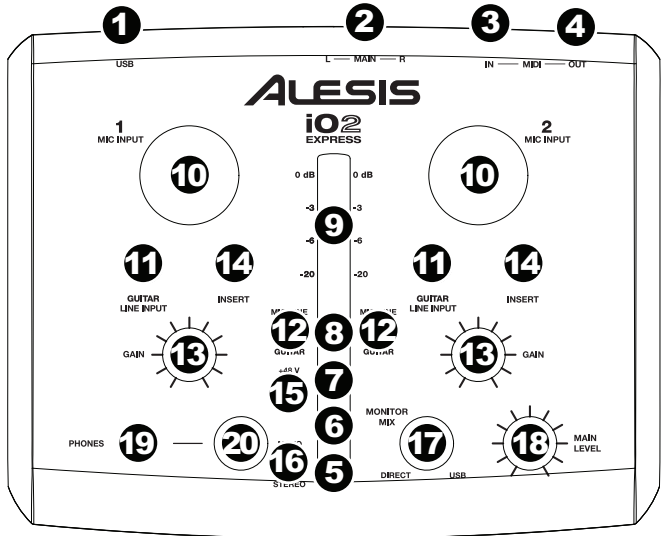 1 2 3 4
USB L — MAIN — R IN — MIDI — OUT
ALESIS
iO2
EXPRESS
1
MIC INPUT
2
MIC INPUT
10 10
0 dB 0 dB
-3 -3
9
-6 -6
-20 -20
11 14 11 14
GUITAR
LINE INPUT
INSERT
GUITAR
LINE INPUT
INSERT
12 8 12
GUITAR GUITAR
GAIN 13 13 GAIN
+48 V
15 7
MONITOR
MIX
6
PHONES 19 20 17 18 MAIN
LEVEL
16 5
STEREO
DIRECT USB